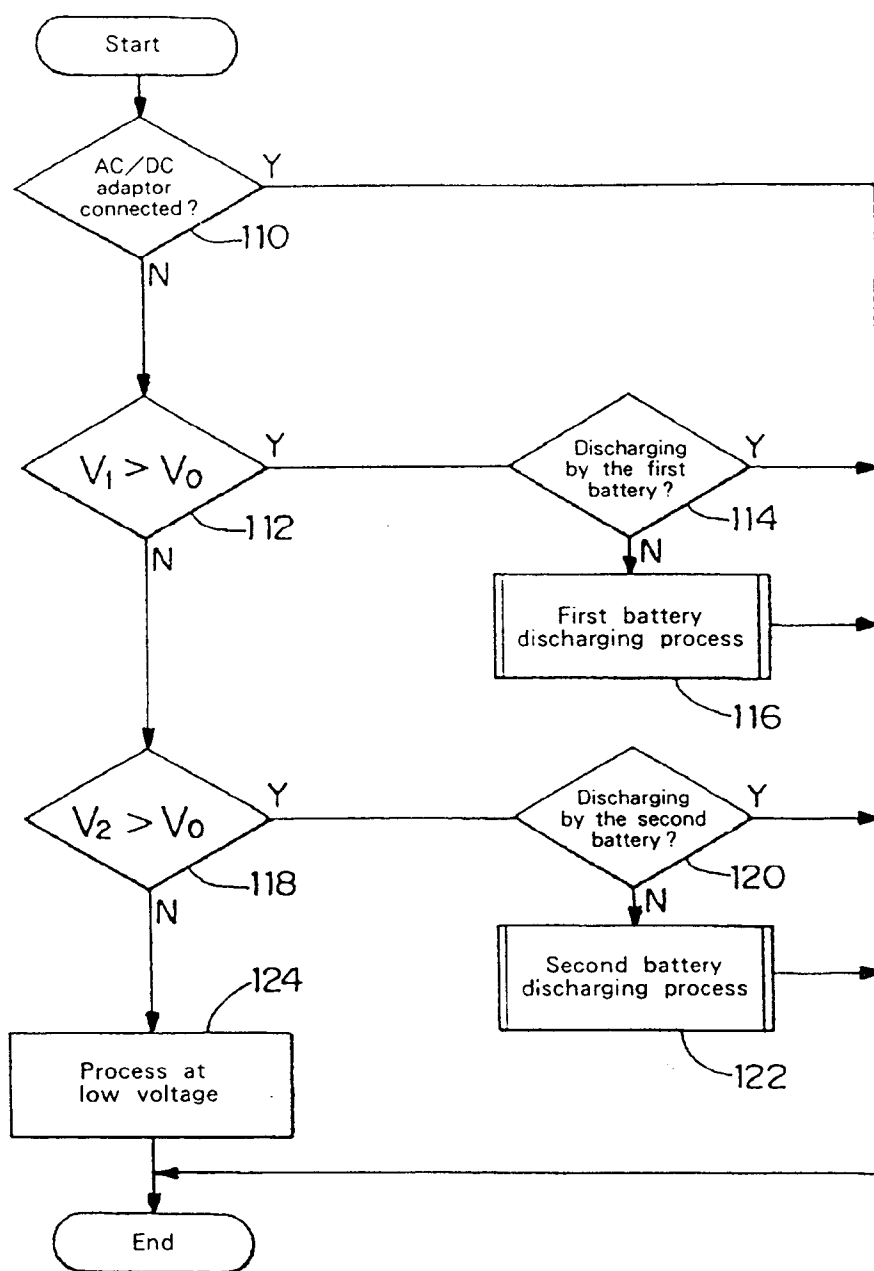 Start
AC/DC
adaptor
connected?
Y
110
N
V1 > V0
Y
112
N
Discharging
by the first
battery?
Y
114
N
First battery
discharging process
116
V2 > V0
Y
118
N
Discharging
by the second
battery?
Y
120
N
Second battery
discharging process
122
124
Process at
low voltage
End